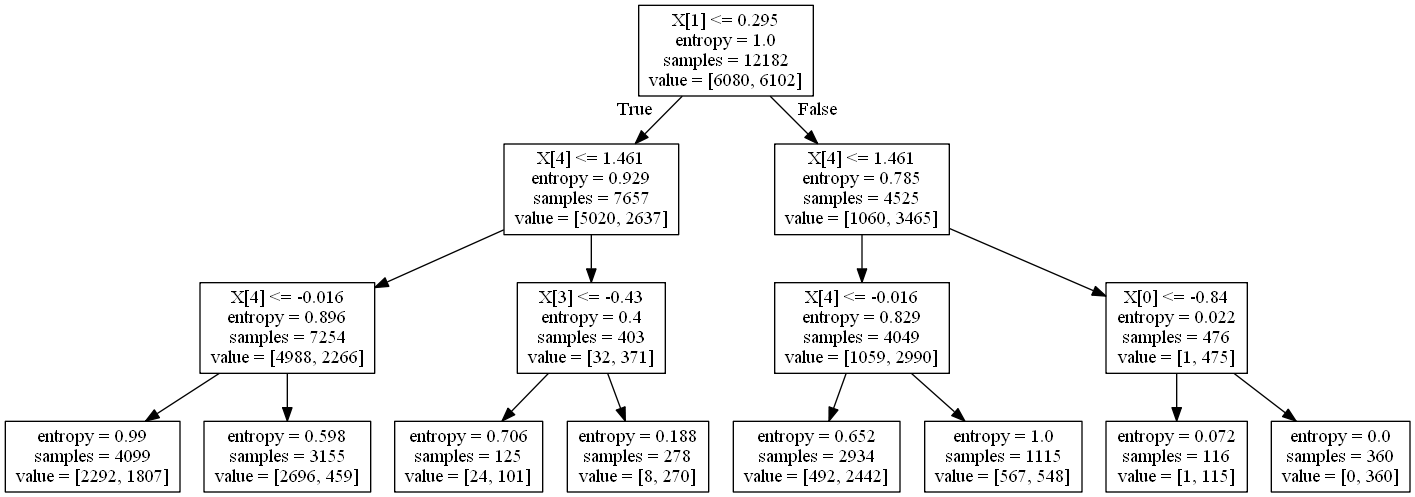 X[1] <= 0.295
entropy = 1.0
samples = 12182
value = [6080, 6102]
True
False
X[4] <= 1.461
entropy = 0.929
samples = 7657
value = [5020, 2637]
X[4] <= 1.461
entropy = 0.785
samples = 4525
value = [1060, 3465]
X[4] <= -0.016
entropy = 0.896
samples = 7254
value = [4988, 2266]
X[3] <= -0.43
entropy = 0.4
samples = 403
value = [32, 371]
X[4] <= -0.016
entropy = 0.829
samples = 4049
value = [1059, 2990]
X[0] <= -0.84
entropy = 0.022
samples = 476
value = [1, 475]
entropy = 0.99
samples = 4099
value = [2292, 1807]
entropy = 0.598
samples = 3155
value = [2696, 459]
entropy = 0.706
samples = 125
value = [24, 101]
entropy = 0.188
samples = 278
value = [8, 270]
entropy = 0.652
samples = 2934
value = [492, 2442]
entropy = 1.0
samples = 1115
value = [567, 548]
entropy = 0.072
samples = 116
value = [1, 115]
entropy = 0.0
samples = 360
value = [0, 360]